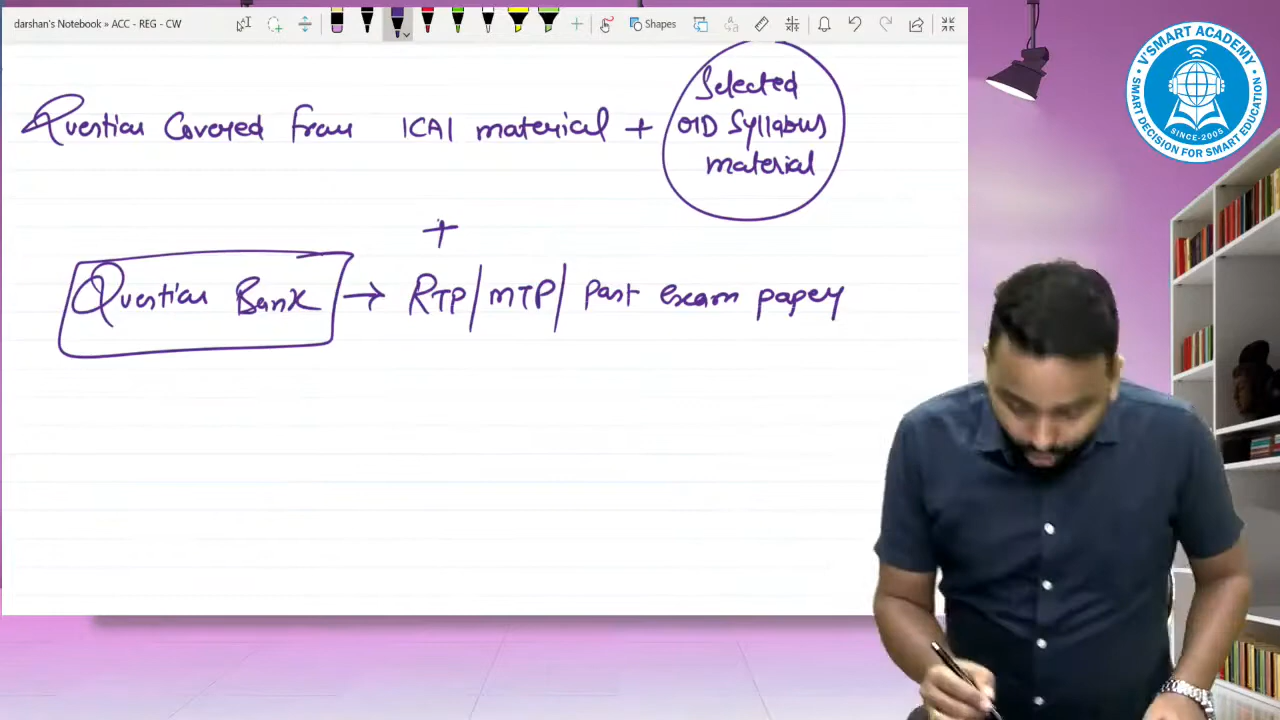 darshan's Notebook » ACC - REG - CW
Shapes
Question Covered from ICAI material +
Selected
Old Syllabus
material
+
Question Bank → RTP/MTP/ Past exam papers
V'SMART ACADEMY
SINCE-2005
SMART DECISION FOR SMART EDUCATION